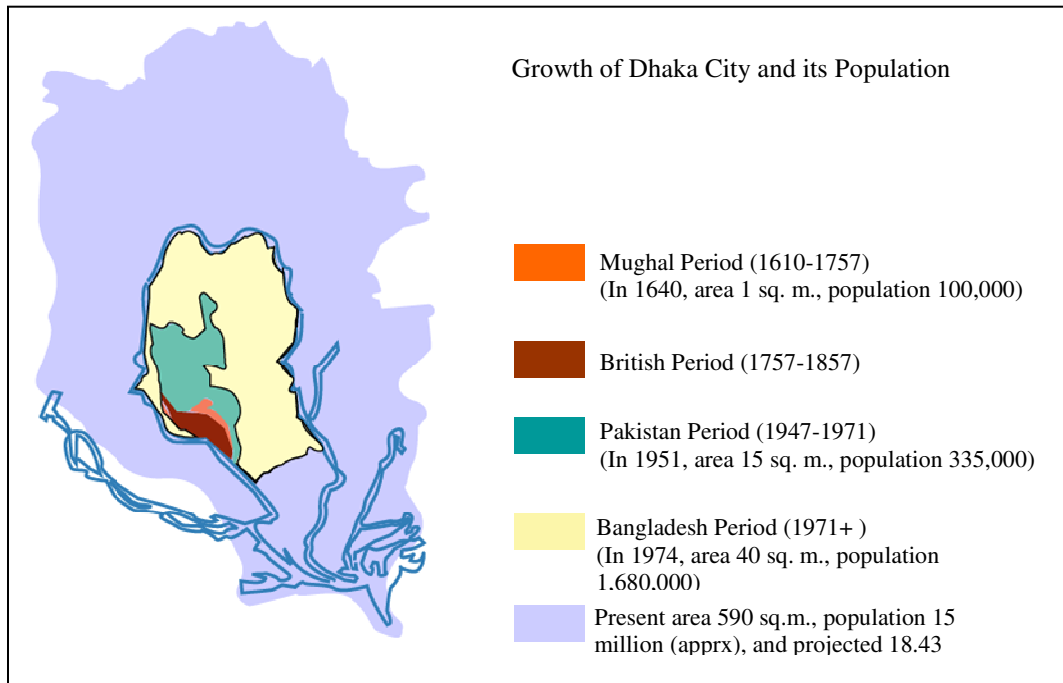 Growth of Dhaka City and its Population
Mughal Period (1610-1757)
(In 1640, area 1 sq. m., population 100,000)
British Period (1757-1857)
Pakistan Period (1947-1971)
(In 1951, area 15 sq. m., population 335,000)
Bangladesh Period (1971+ )
(In 1974, area 40 sq. m., population
1,680,000)
Present area 590 sq.m., population 15
million (apprx), and projected 18.43